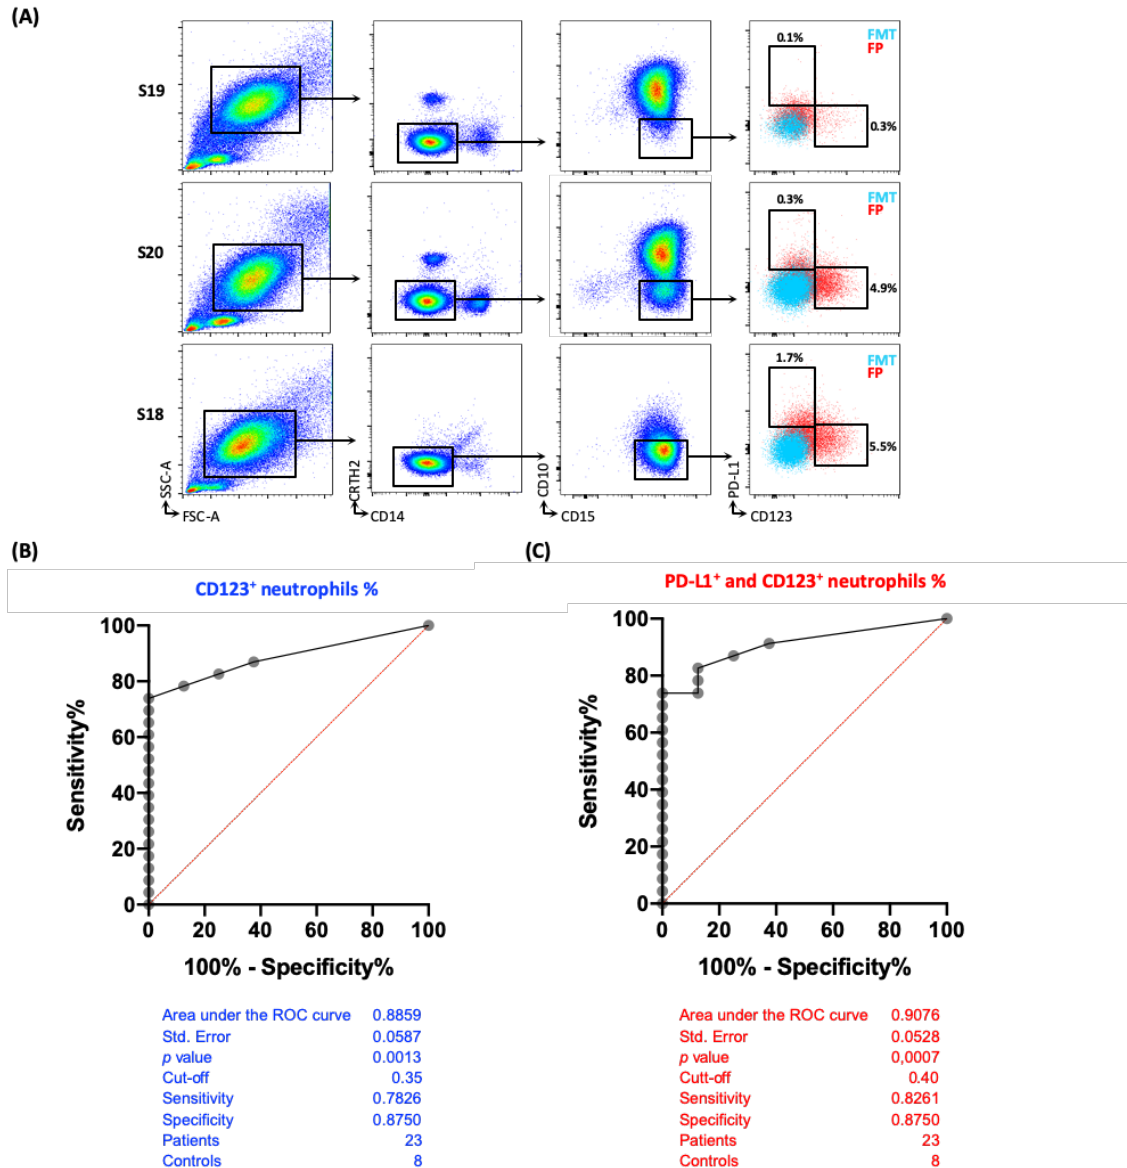 (A)
S19
0.1%
FMT
FP
0.3%
S20
0.3%
FMT
FP
4.9%
S18
1.7%
FMT
FP
5.5%
SSC-A
FSC-A
CRTH2
CD14
CD10
CD15
PD-L1
CD123
(B)
CD123+ neutrophils %
100
80
60
40
20
0
Sensitivity%
0 20 40 60 80 100
100% - Specificity%
Area under the ROC curve 0.8859
Std. Error 0.0587
p value 0.0013
Cut-off 0.35
Sensitivity 0.7826
Specificity 0.8750
Patients 23
Controls 8
(C)
PD-L1+ and CD123+ neutrophils %
100
80
60
40
20
0
Sensitivity%
0 20 40 60 80 100
100% - Specificity%
Area under the ROC curve 0.9076
Std. Error 0.0528
p value 0,0007
Cutt-off 0.40
Sensitivity 0.8261
Specificity 0.8750
Patients 23
Controls 8